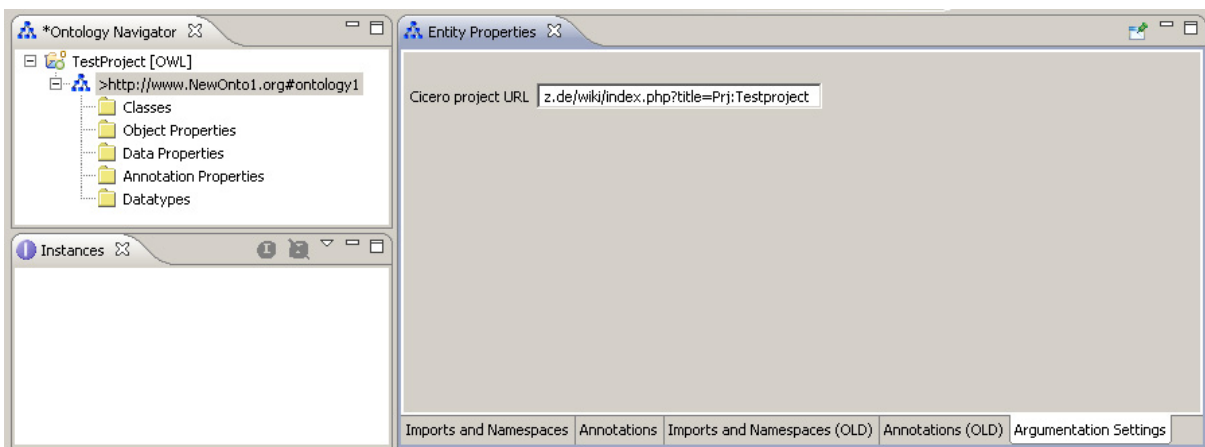 *Ontology Navigator
TestProject [OWL]
>http://www.NewOnto1.org#ontology1
Classes
Object Properties
Data Properties
Annotation Properties
Datatypes
Instances
Entity Properties
Cicero project URL z.de/wiki/index.php?title=Prj:Testproject
Imports and Namespaces Annotations Imports and Namespaces (OLD) Annotations (OLD) Argumentation Settings